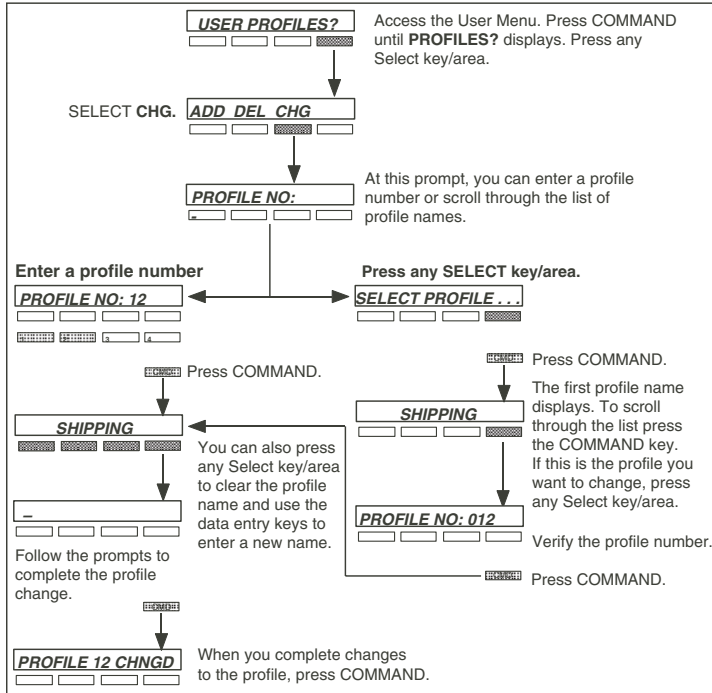 USER PROFILES?
Access the User Menu. Press COMMAND
until PROFILES? displays. Press any
Select key/area.
SELECT CHG.
ADD DEL CHG
PROFILE NO:
At this prompt, you can enter a profile
number or scroll through the list of
profile names.
-
Enter a profile number
PROFILE NO: 12
1 2 3 4
CMD Press COMMAND.
SHIPPING
You can also press
any Select key/area
to clear the profile
name and use the
data entry keys to
enter a new name.
_
Follow the prompts to
complete the profile
change.
CMD
PROFILE 12 CHNGD
When you complete changes
to the profile, press COMMAND.
Press any SELECT key/area.
SELECT PROFILE . . .
CMD Press COMMAND.
SHIPPING
The first profile name
displays. To scroll
through the list press
the COMMAND key.
If this is the profile you
want to change, press
any Select key/area.
PROFILE NO: 012
Verify the profile number.
CMD Press COMMAND.